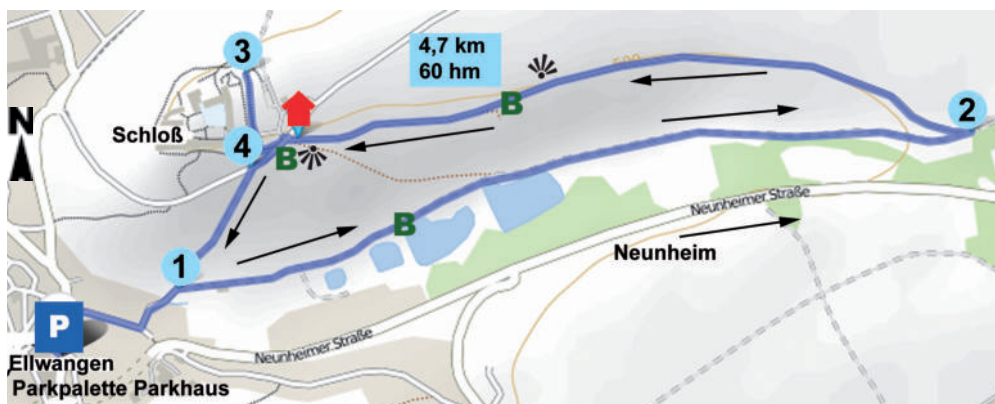 3
4,7 km
60 hm
B
2
N
Schloß
4
B
B
Neunheimer Straße
Neunheim
1
P
Neunheimer Straße
Ellwangen
Parkpalette Parkhaus